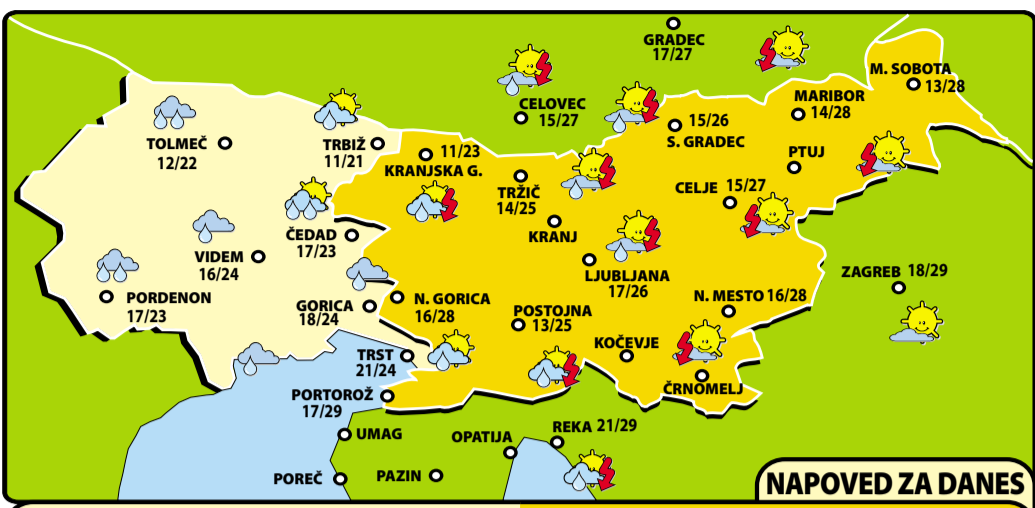 GRADEC
17/27
M. SOBOTA
13/28
CELOVEC
15/27
MARIBOR
14/28
15/26
S. GRADEC
TOLMEČ
12/22
TRBIŽ
11/21
11/23
KRANJSKA G.
TRŽIČ
14/25
PTUJ
CELJE 15/27
KRANJ
ČEDAD
17/23
VIDEM
16/24
LJUBLJANA
17/26
ZAGREB 18/29
PORDENON
17/23
GORICA
18/24
N. GORICA
16/28
POSTOJNA
13/25
N. MESTO 16/28
KOČEVJE
TRST
21/24
ČRNOMELJ
PORTOROŽ
17/29
UMAG
OPATIJA
REKA 21/29
POREČ
PAZIN
NAPOVED ZA DANES